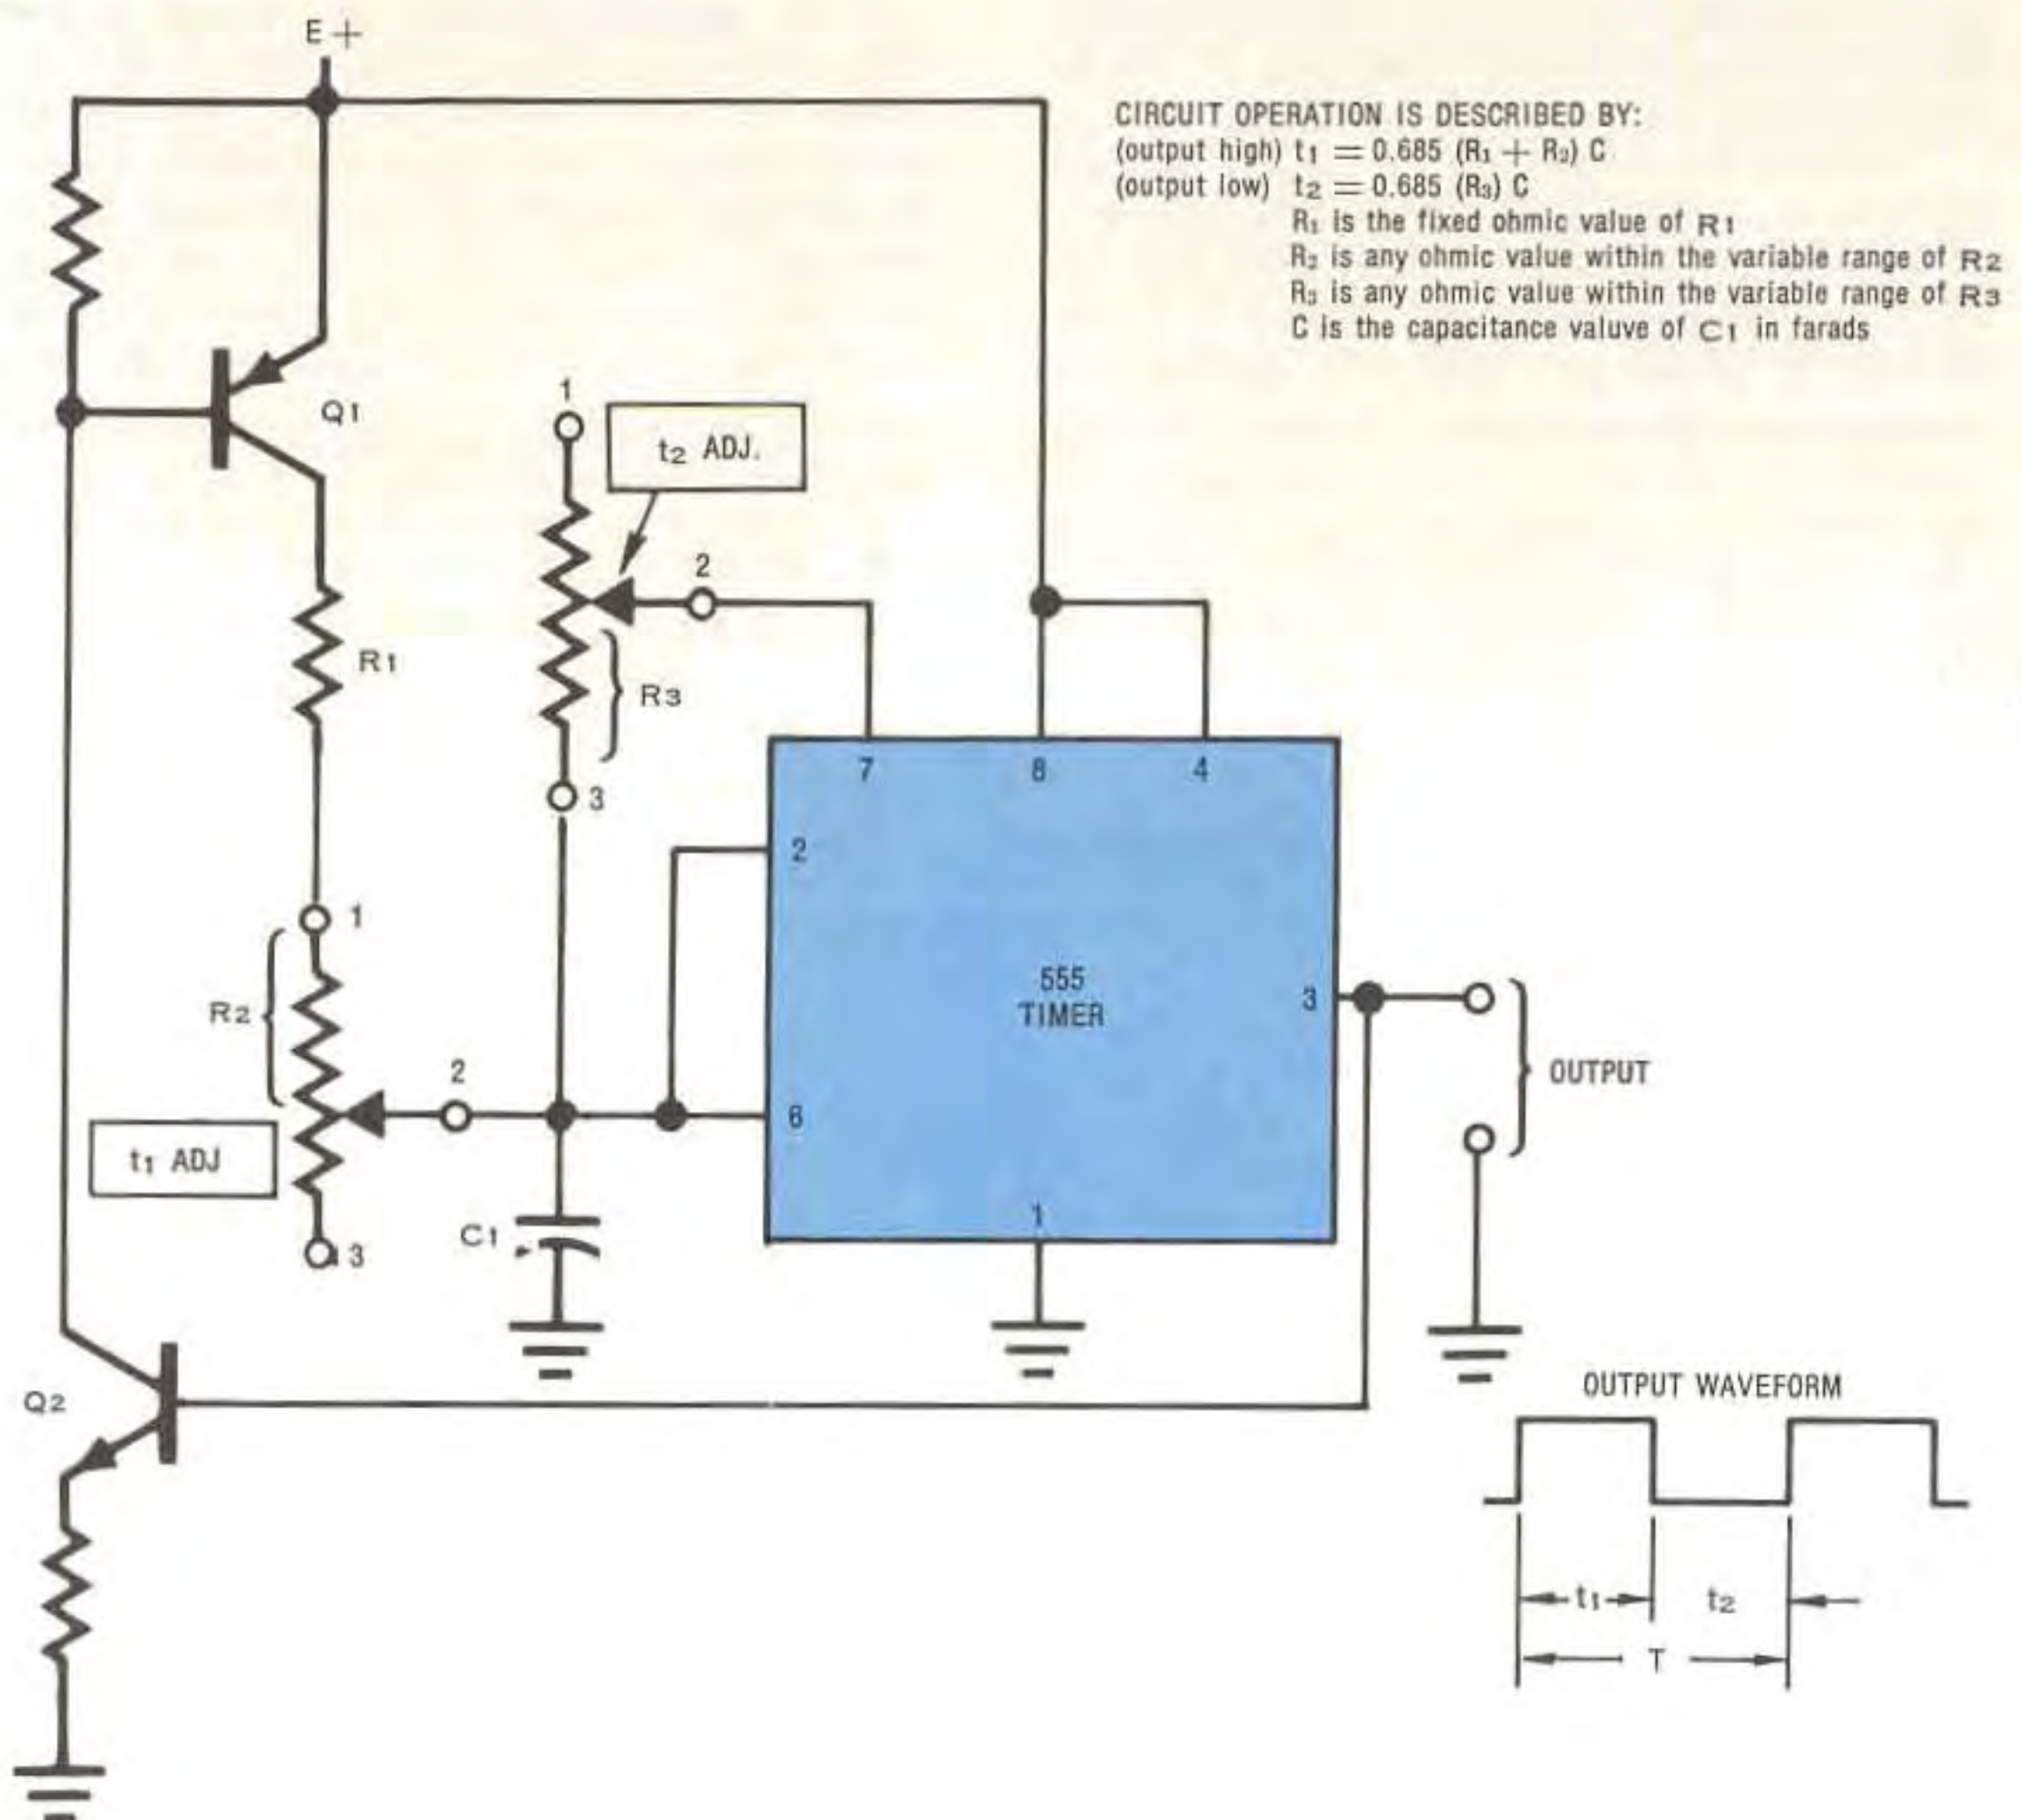 E+
CIRCUIT OPERATION IS DESCRIBED BY:
(output high) t1 = 0.685 (R1 + R2) C
(output low) t2 = 0.685 (R3) C
R1 is the fixed ohmic value of R1
R2 is any ohmic value within the variable range of R2
R3 is any ohmic value within the variable range of R3
C is the capacitance valuve of C1 in farads
Q1
1
t2 ADJ.
2
R1
R3
3
7
8
4
2
1
R2
555
TIMER
3
2
6
OUTPUT
t1 ADJ
3
C1
1
Q2
OUTPUT WAVEFORM
t1
t2
T